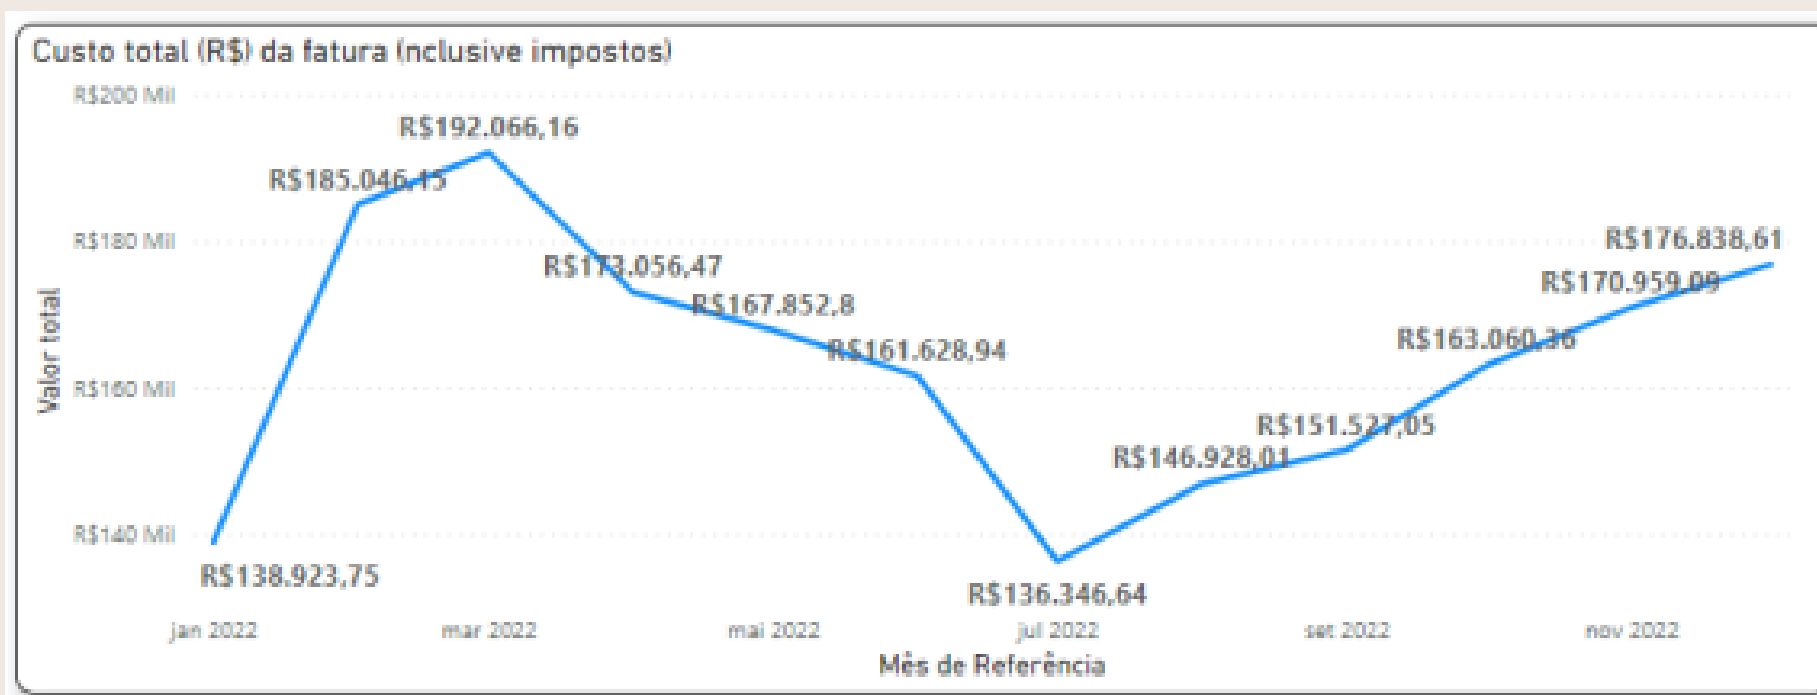 Custo total (R$) da fatura (nclusive impostos)
R$200 Mil
R$192.066,16
R$185.046,15
R$180 Mil
R$176.838,61
R$173.056,47
R$170.959,09
R$167.852,8
R$163.060,36
R$161.628,94
Valor total
R$160 Mil
R$151.527,05
R$146.928,01
R$140 Mil
R$138.923,75
R$136.346,64
jan 2022
mar 2022
mai 2022
jul 2022
set 2022
nov 2022
Mês de Referência